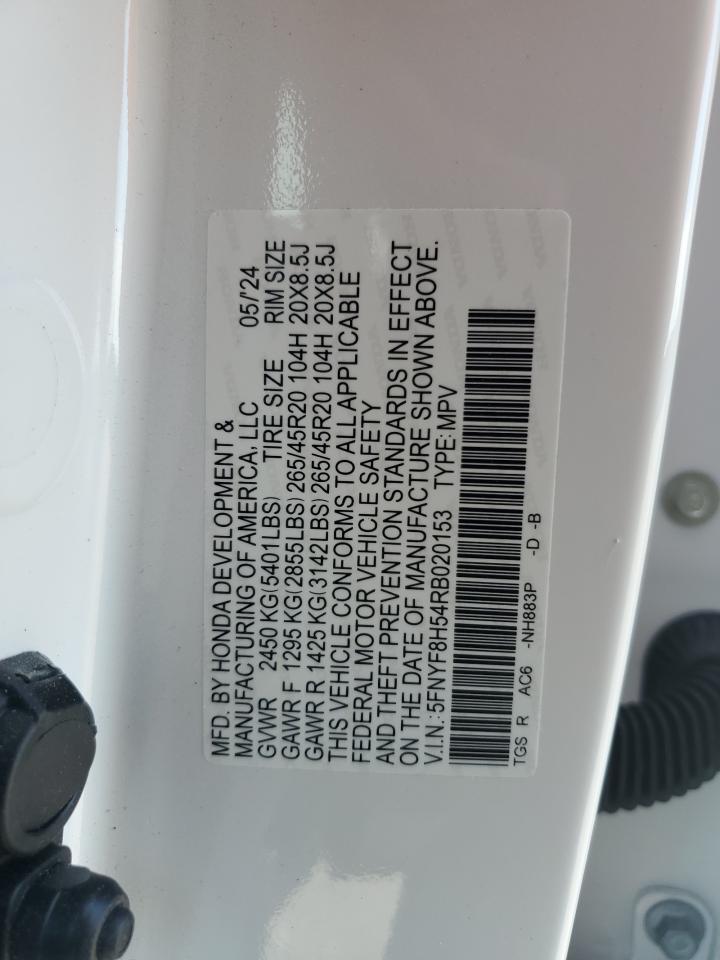 MFD. BY HONDA DEVELOPMENT &
MANUFACTURING OF AMERICA, LLC 05/'24
GVWR 2450 KG(5401LBS) TIRE SIZE RIM SIZE
GAWR F 1295 KG(2855LBS) 265/45R20 104H 20X8.5J
GAWR R 1425 KG(3142LBS) 265/45R20 104H 20X8.5J
THIS VEHICLE CONFORMS TO ALL APPLICABLE
FEDERAL MOTOR VEHICLE SAFETY
AND THEFT PREVENTION STANDARDS IN EFFECT
ON THE DATE OF MANUFACTURE SHOWN ABOVE.
V.I.N.:5FNYF8H54RB020153 TYPE:MPV
TGS R AC6 -NH883P -D -B